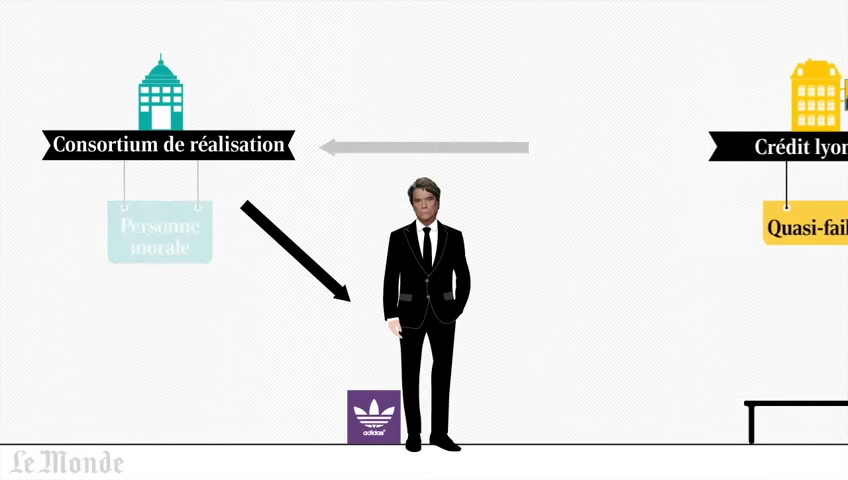 Consortium de réalisation
Crédit lyon
Personne
morale
Quasi-fail
adidas
Le Monde